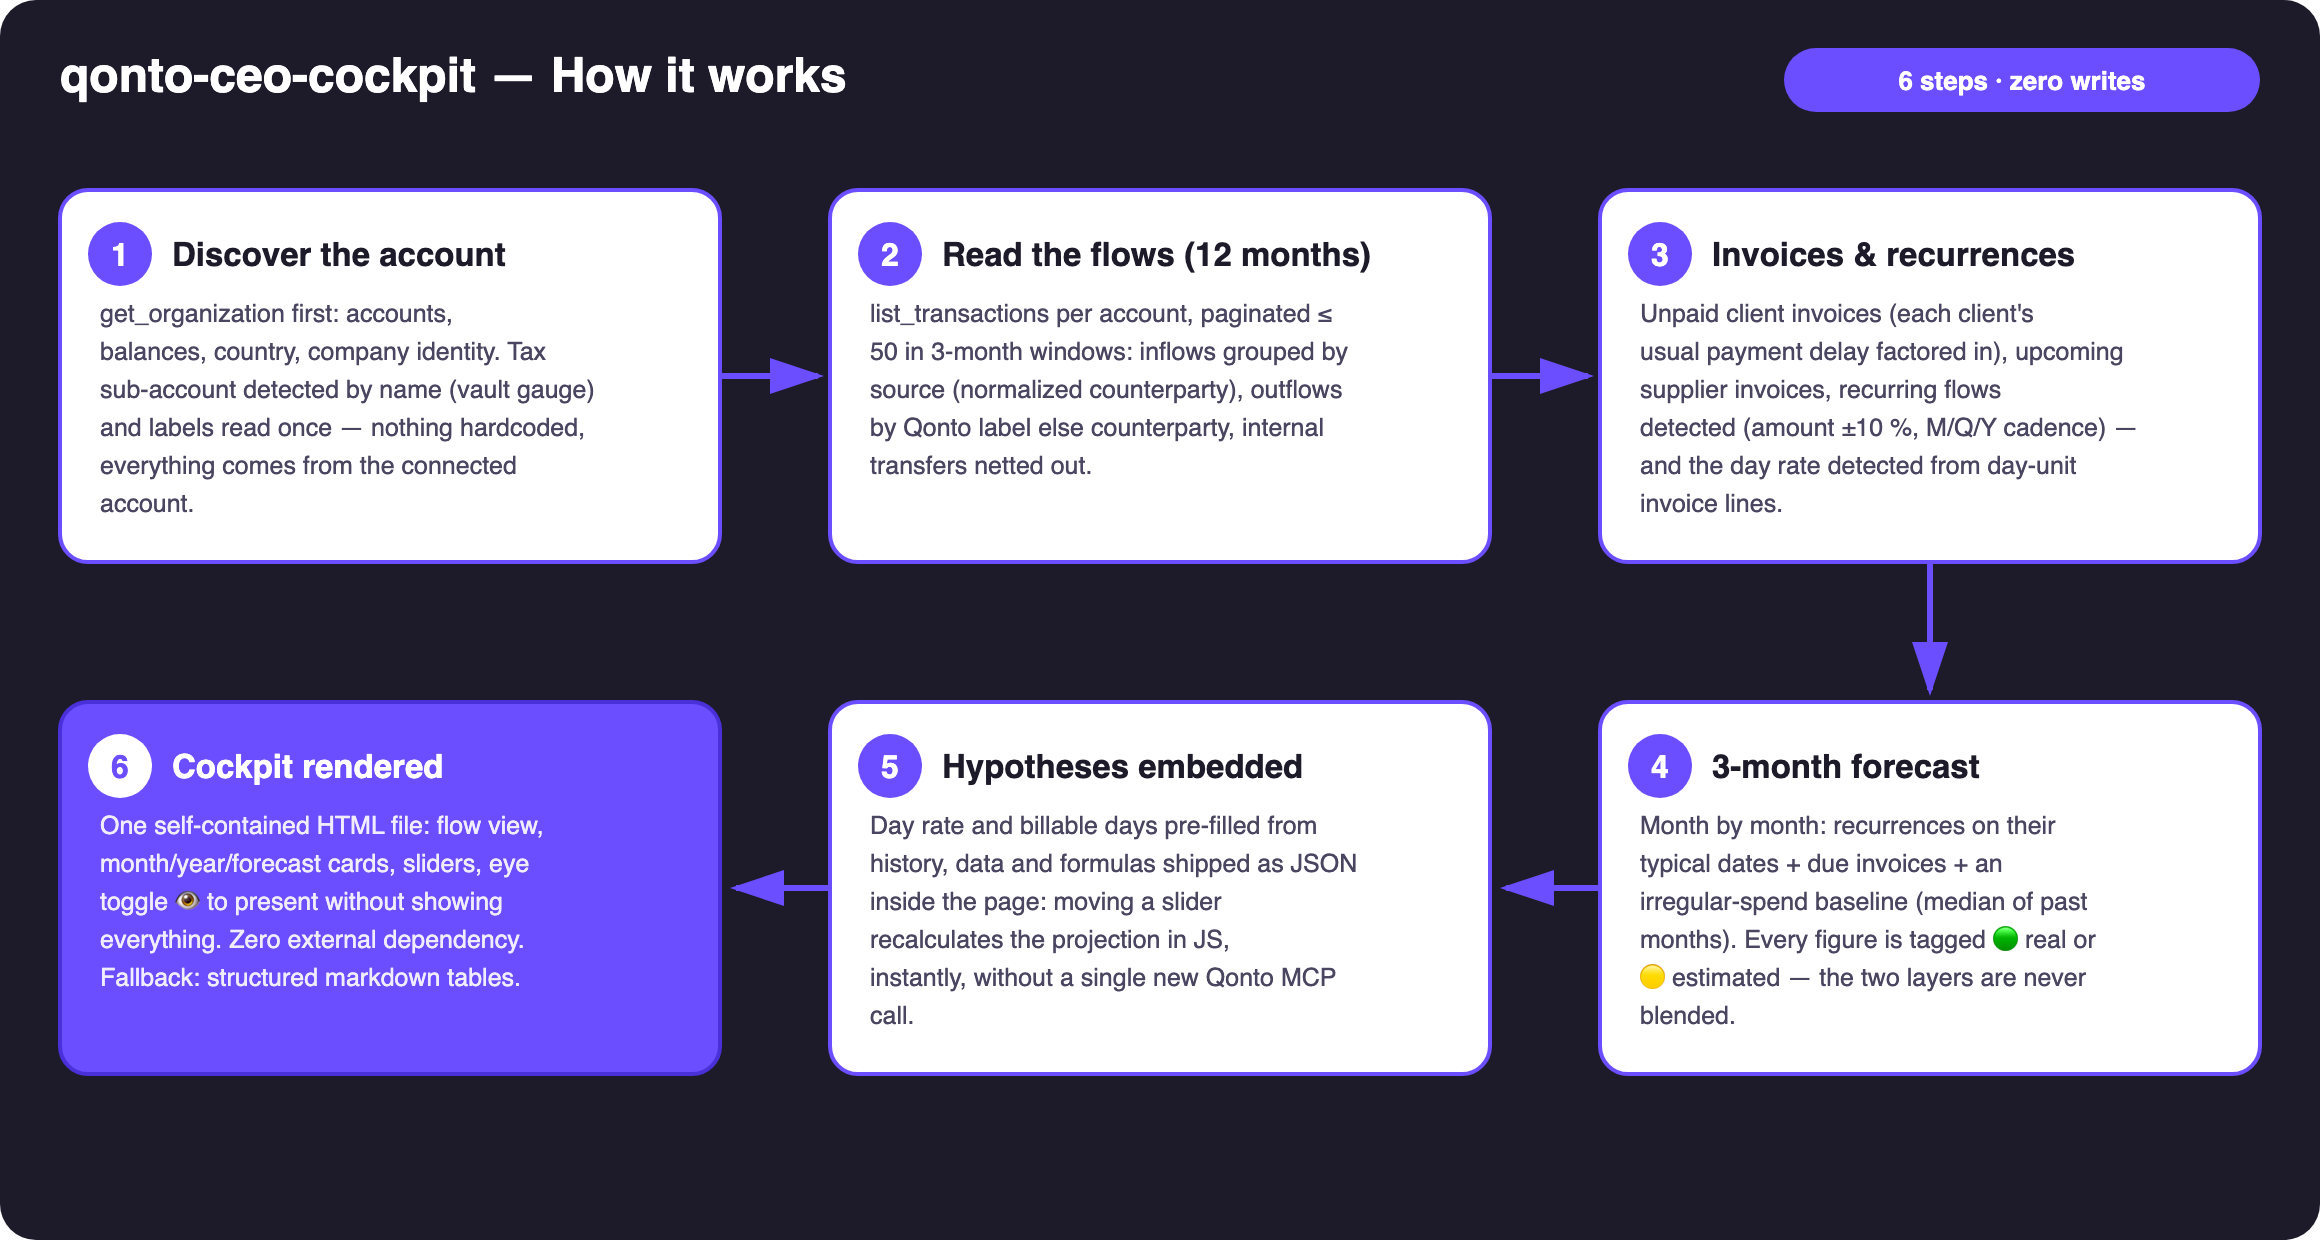 qonto-ceo-cockpit — How it works
6 steps · zero writes
1 Discover the account
get_organization first: accounts,
balances, country, company identity. Tax
sub-account detected by name (vault gauge)
and labels read once — nothing hardcoded,
everything comes from the connected
account.
2 Read the flows (12 months)
list_transactions per account, paginated ≤
50 in 3-month windows: inflows grouped by
source (normalized counterparty), outflows
by Qonto label else counterparty, internal
transfers netted out.
3 Invoices & recurrences
Unpaid client invoices (each client's
usual payment delay factored in), upcoming
supplier invoices, recurring flows
detected (amount ±10 %, M/Q/Y cadence) —
and the day rate detected from day-unit
invoice lines.
4 3-month forecast
Month by month: recurrences on their
typical dates + due invoices + an
irregular-spend baseline (median of past
months). Every figure is tagged 🟢 real or
🟡 estimated — the two layers are never
blended.
5 Hypotheses embedded
Day rate and billable days pre-filled from
history, data and formulas shipped as JSON
inside the page: moving a slider
recalculates the projection in JS,
instantly, without a single new Qonto MCP
call.
6 Cockpit rendered
One self-contained HTML file: flow view,
month/year/forecast cards, sliders, eye
toggle 👁 to present without showing
everything. Zero external dependency.
Fallback: structured markdown tables.